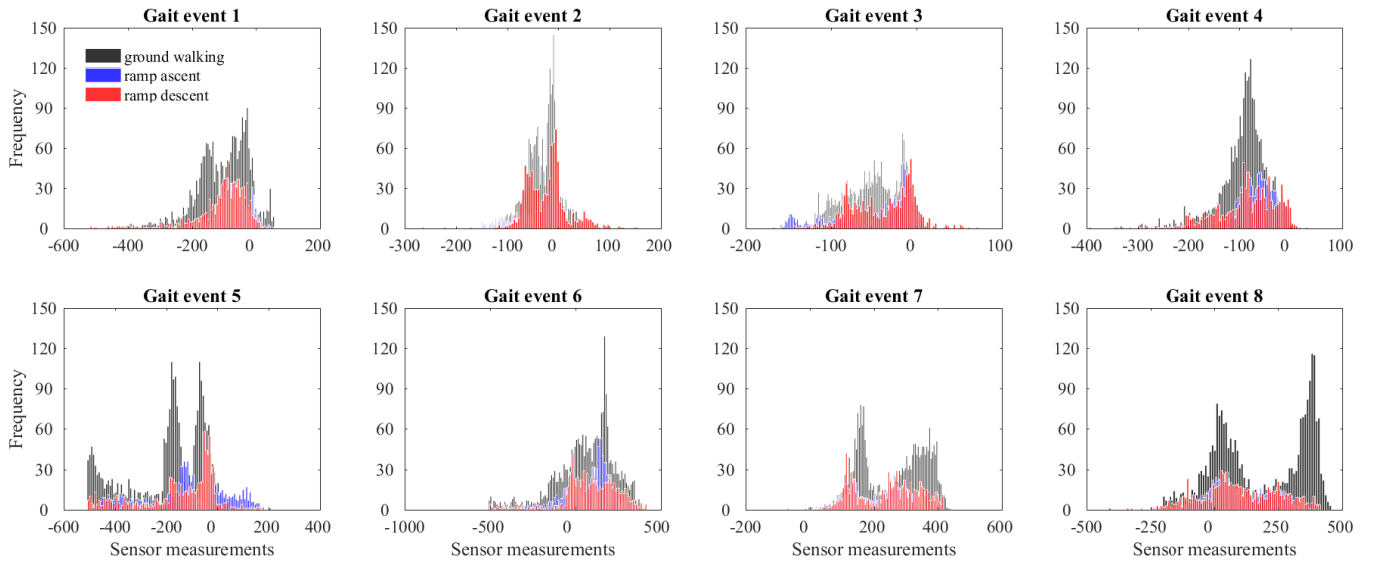 Gait event 1 Gait event 2 Gait event 3 Gait event 4
150 150 150 150
ground walking
120 120 120 120
ramp ascent
ramp descent
90 90 90 90
Frequency
60 60 60 60
30 30 30 30
0 0 0 0
-600 -400 -200 0 200 -300 -200 -100 0 100 200 -200 -100 0 100 -400 -300 -200 -100 0 100
Gait event 5 Gait event 6 Gait event 7 Gait event 8
150 150 150 150
120 120 120 120
90 90 90 90
Frequency
60 60 60 60
30 30 30 30
0 0 0 0
-600 -400 -200 0 200 400 -1000 -500 0 500 -200 0 200 400 600 -500 -250 0 250 500
Sensor measurements Sensor measurements Sensor measurements Sensor measurements